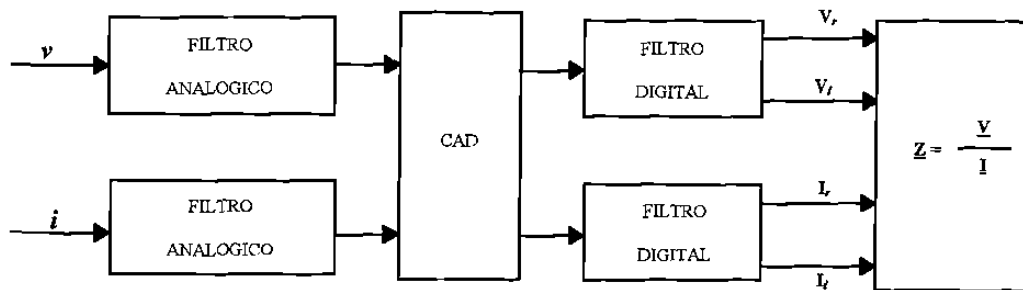 v
FILTRO
ANALOGICO
i
FILTRO
ANALOGICO
CAD
FILTRO
DIGITAL
FILTRO
DIGITAL
Vr
Vi
Ir
Ii
Z = V
I